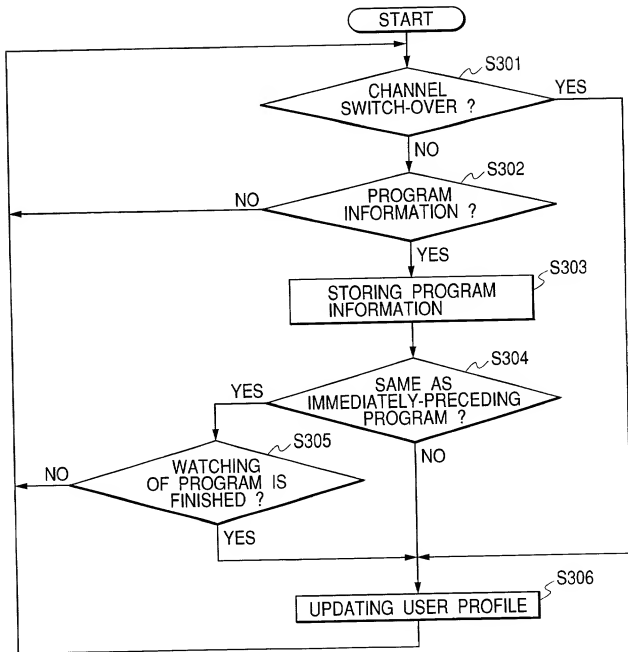 START
S301
CHANNEL
SWITCH-OVER ?
YES
NO
S302
PROGRAM
INFORMATION ?
NO
YES
S303
STORING PROGRAM
INFORMATION
S304
SAME AS
IMMEDIATELY-PRECEDING
PROGRAM ?
YES
NO
S305
WATCHING
OF PROGRAM IS
FINISHED ?
NO
YES
S306
UPDATING USER PROFILE